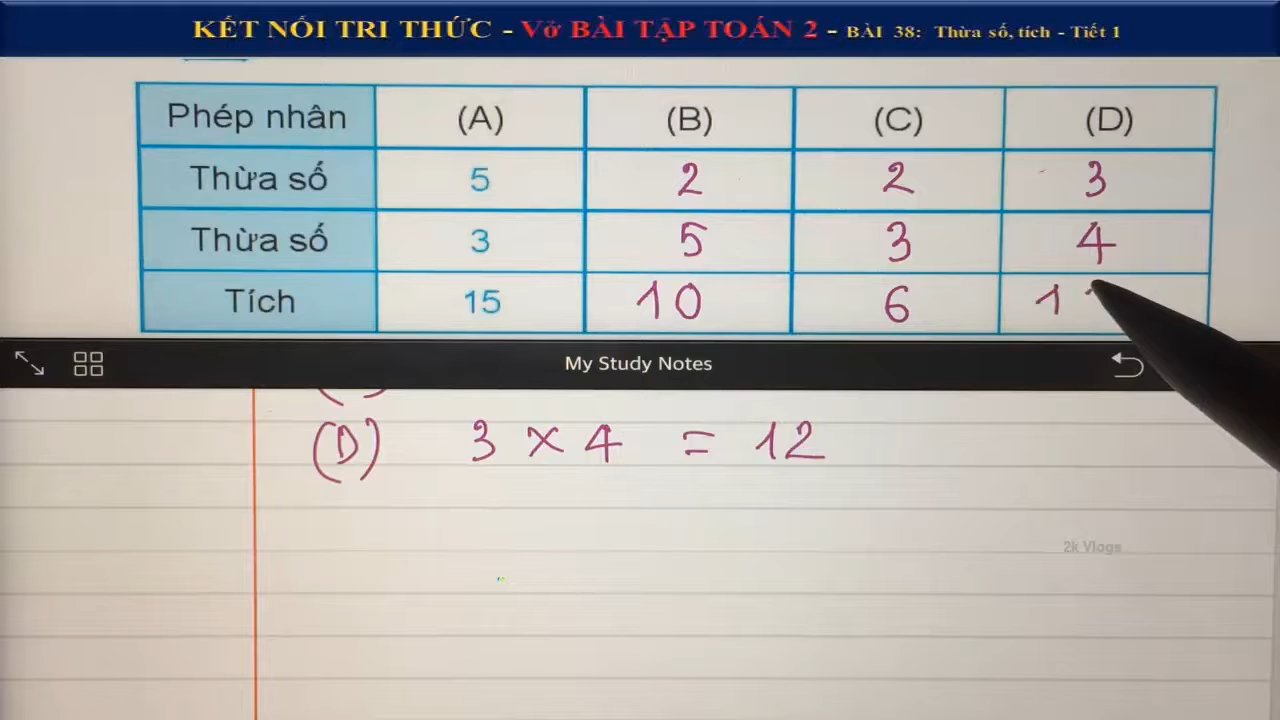 KẾT NỐI TRI THỨC - Vở BÀI TẬP TOÁN 2 - BÀI 38: Thừa số, tích - Tiết 1
Phép nhân (A) (B) (C) (D)
Thừa số 5 2 2 3
Thừa số 3 5 3 4
Tích 15 10 6 1
My Study Notes
(D) 3 × 4 = 12
2k Vlogs